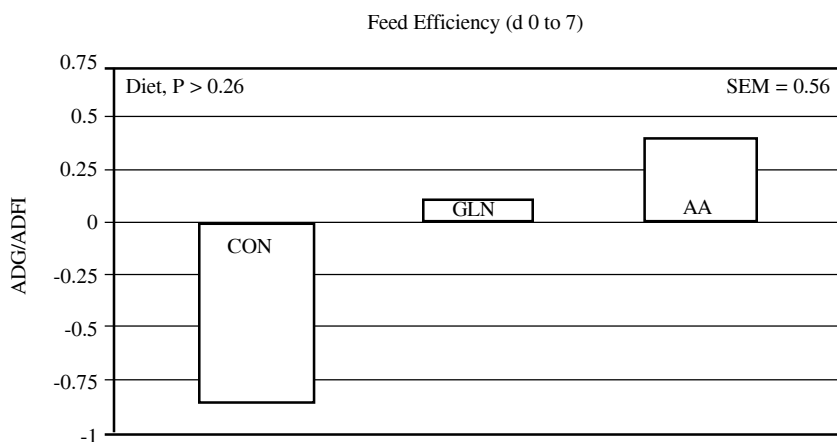 Feed Efficiency (d 0 to 7)
0.75
Diet, P > 0.26 SEM = 0.56
0.5
0.25
GLN AA
0
CON
-0.25
-0.5
-0.75
-1
ADG/ADFI